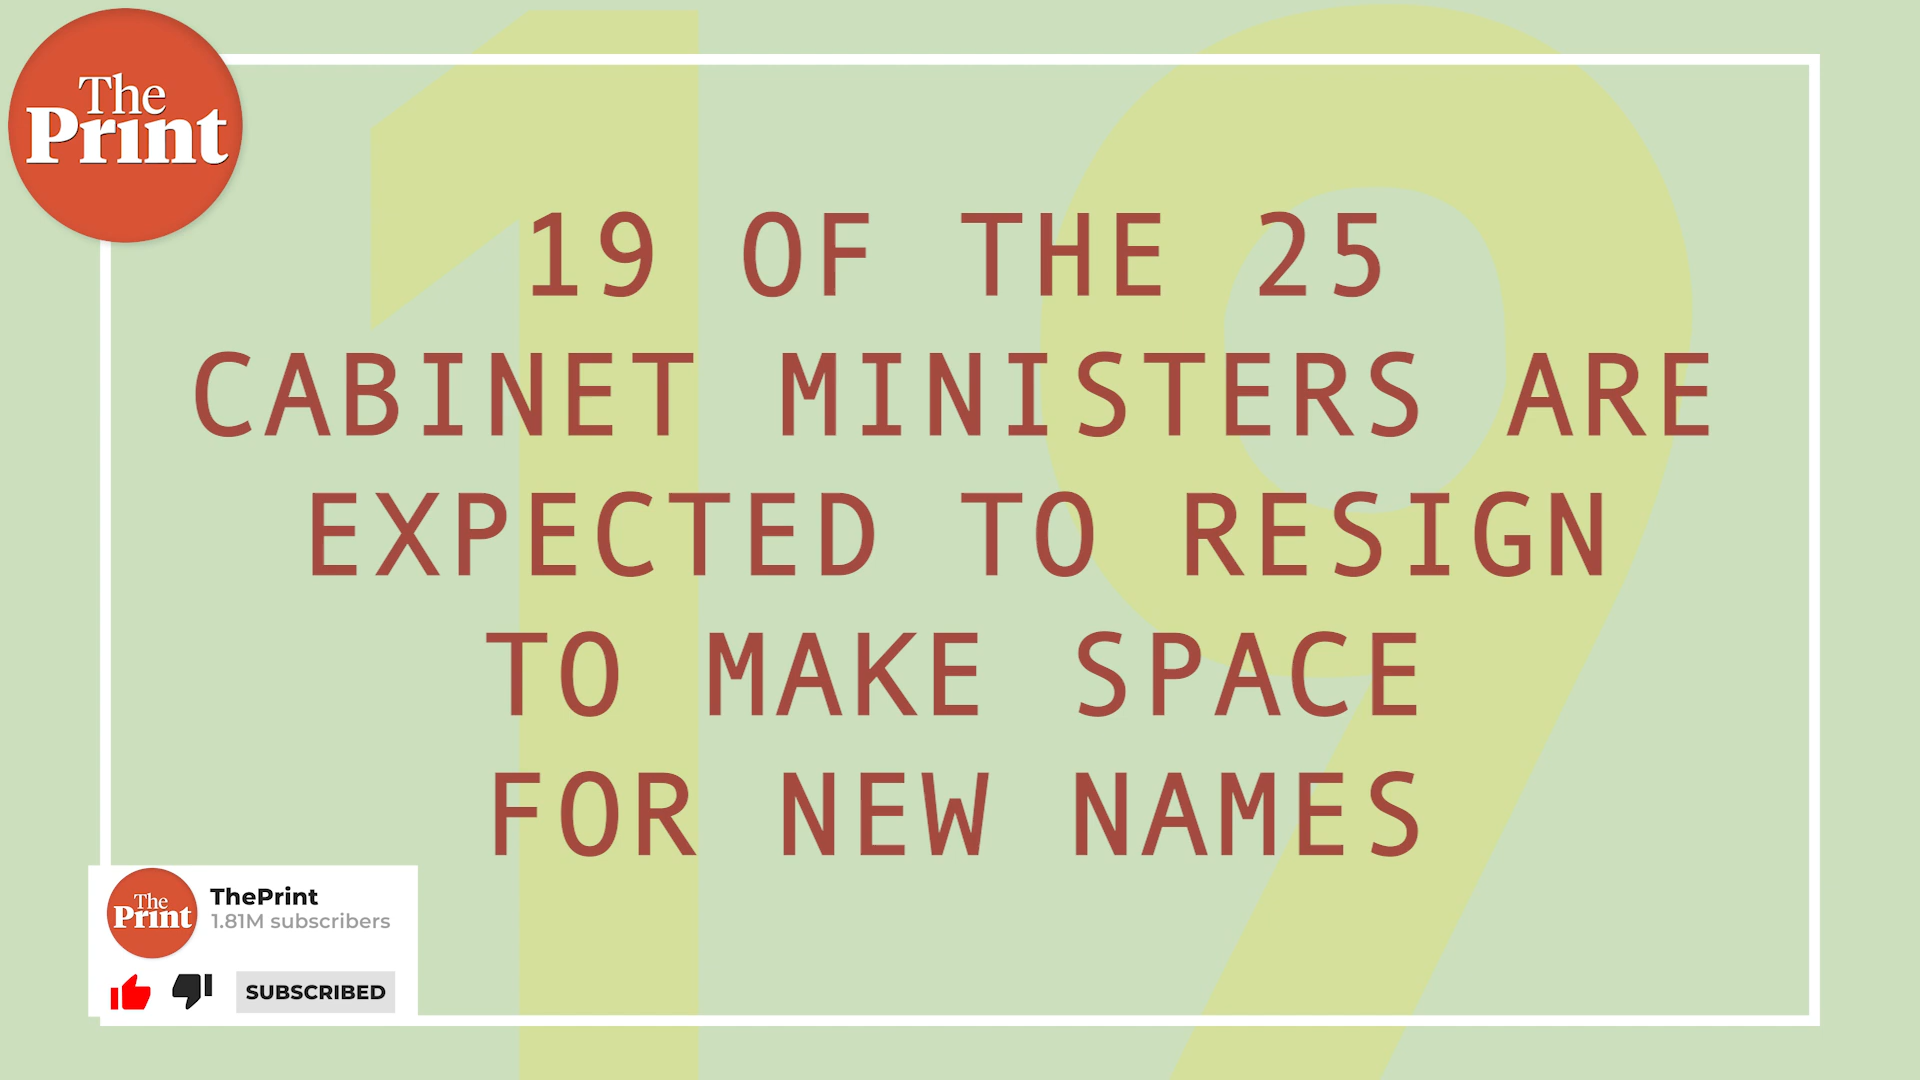 The
Print
19
19 OF THE 25
CABINET MINISTERS ARE
EXPECTED TO RESIGN
TO MAKE SPACE
FOR NEW NAMES
The
Print
ThePrint
1.81M subscribers
SUBSCRIBED